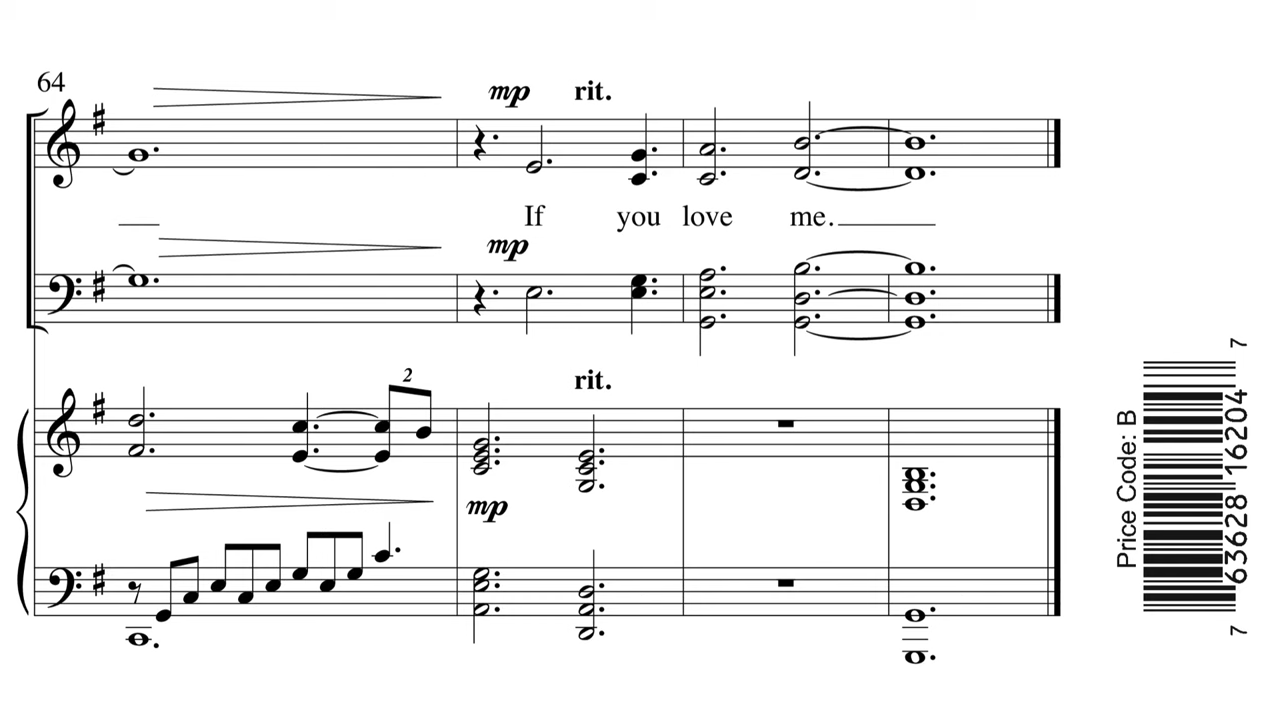 64
mp rit.
If you love me.
mp
rit.
2
mp
Price Code: B
7 63628 16204 7